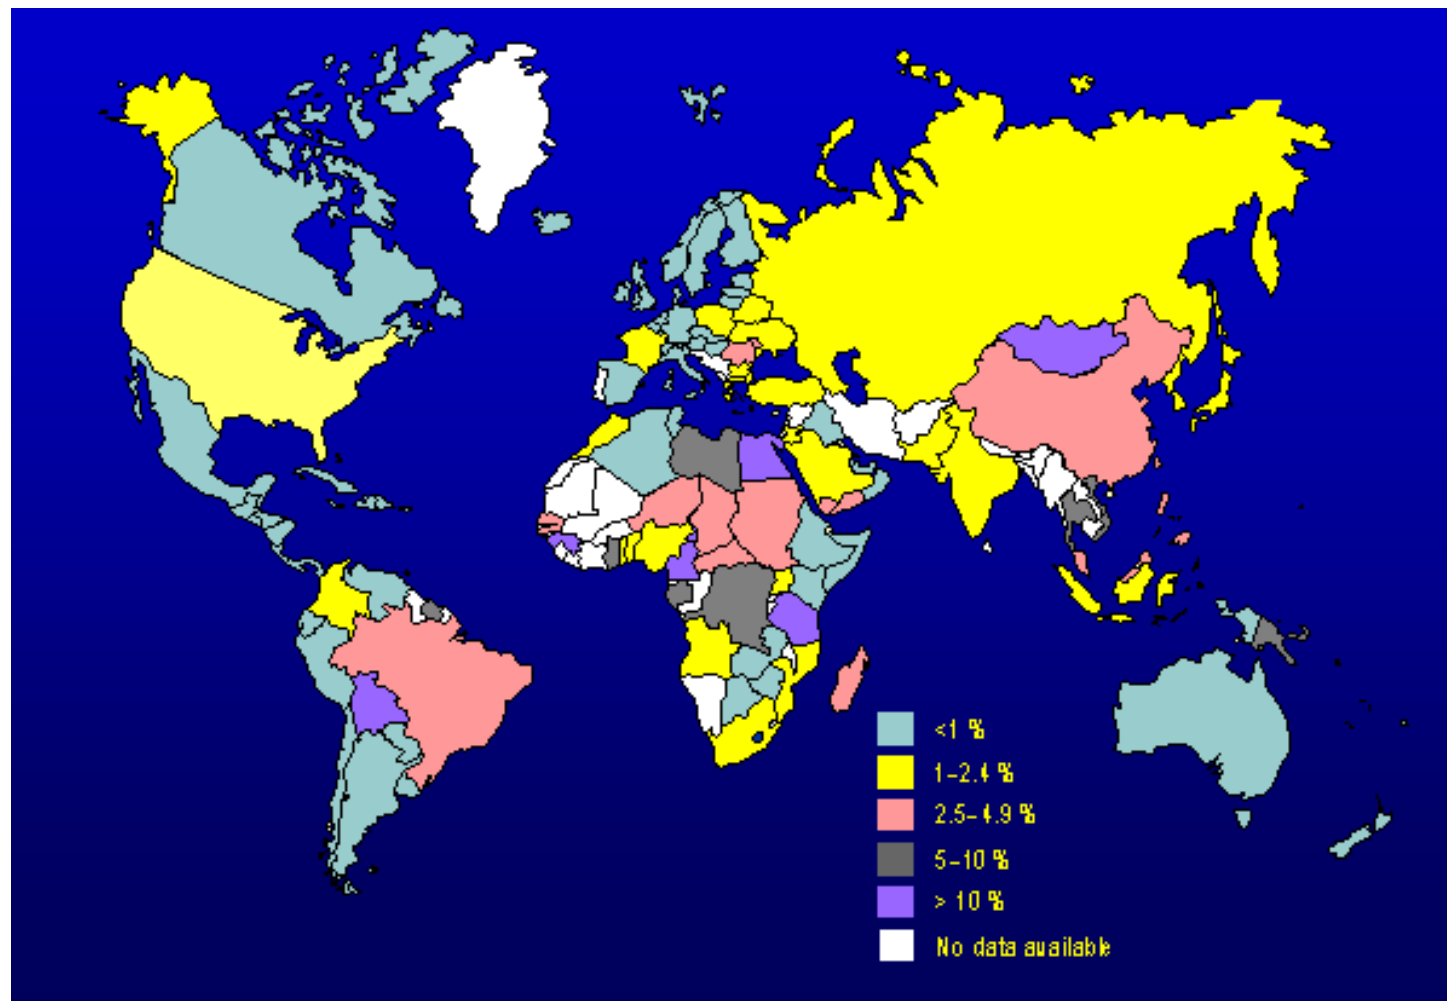 <1 %
1-2.4 %
2.5-4.9 %
5-10 %
> 10 %
No data available